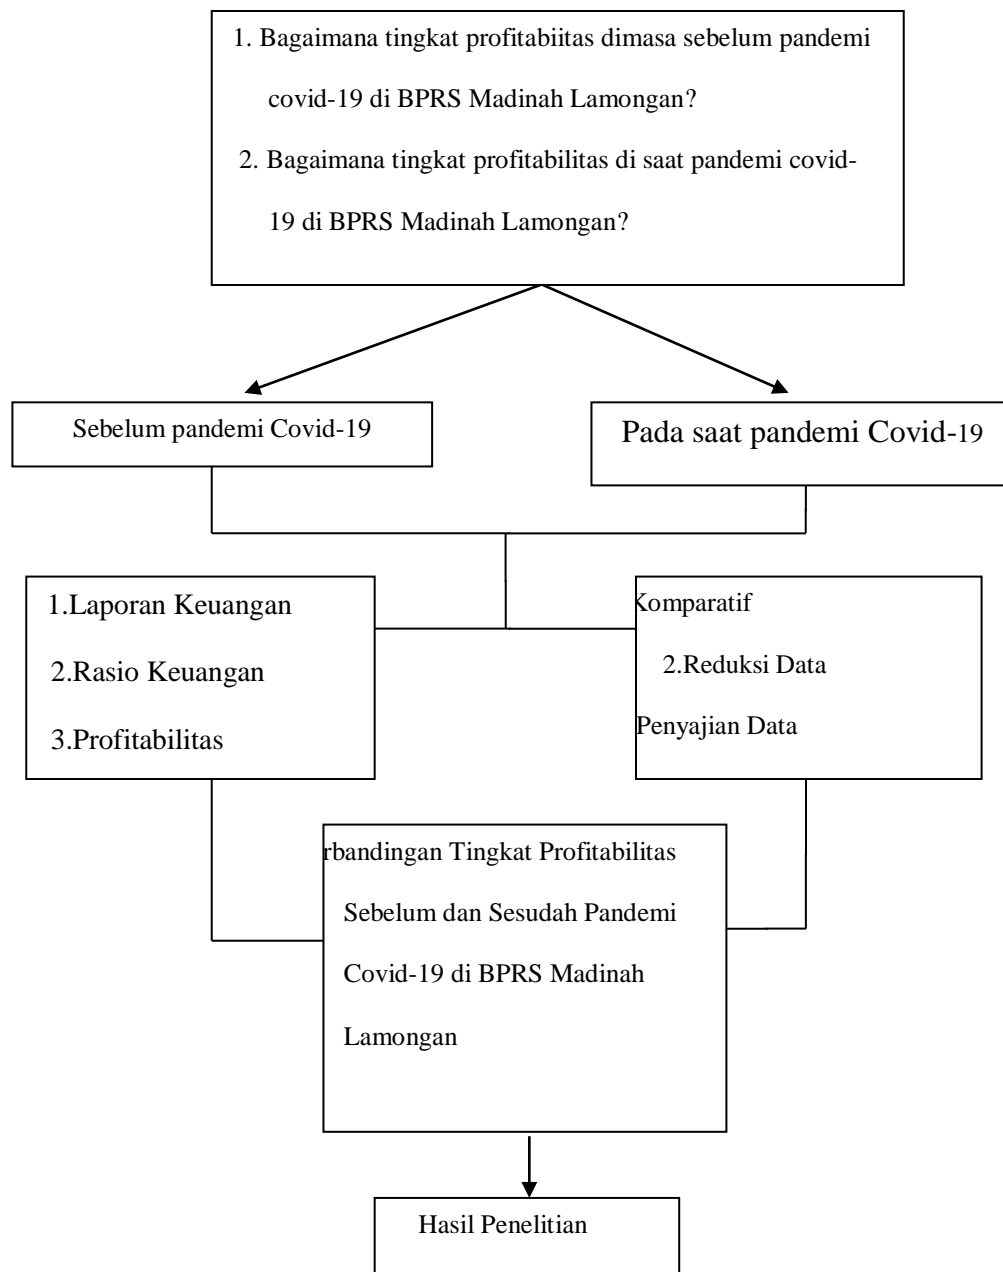 1. Bagaimana tingkat profitabiitas dimasa sebelum pandemi
covid-19 di BPRS Madinah Lamongan?
2. Bagaimana tingkat profitabilitas di saat pandemi covid-
19 di BPRS Madinah Lamongan?
Sebelum pandemi Covid-19
Pada saat pandemi Covid-19
1.Laporan Keuangan
2.Rasio Keuangan
3.Profitabilitas
Komparatif
2.Reduksi Data
Penyajian Data
rbandingan Tingkat Profitabilitas
Sebelum dan Sesudah Pandemi
Covid-19 di BPRS Madinah
Lamongan
Hasil Penelitian